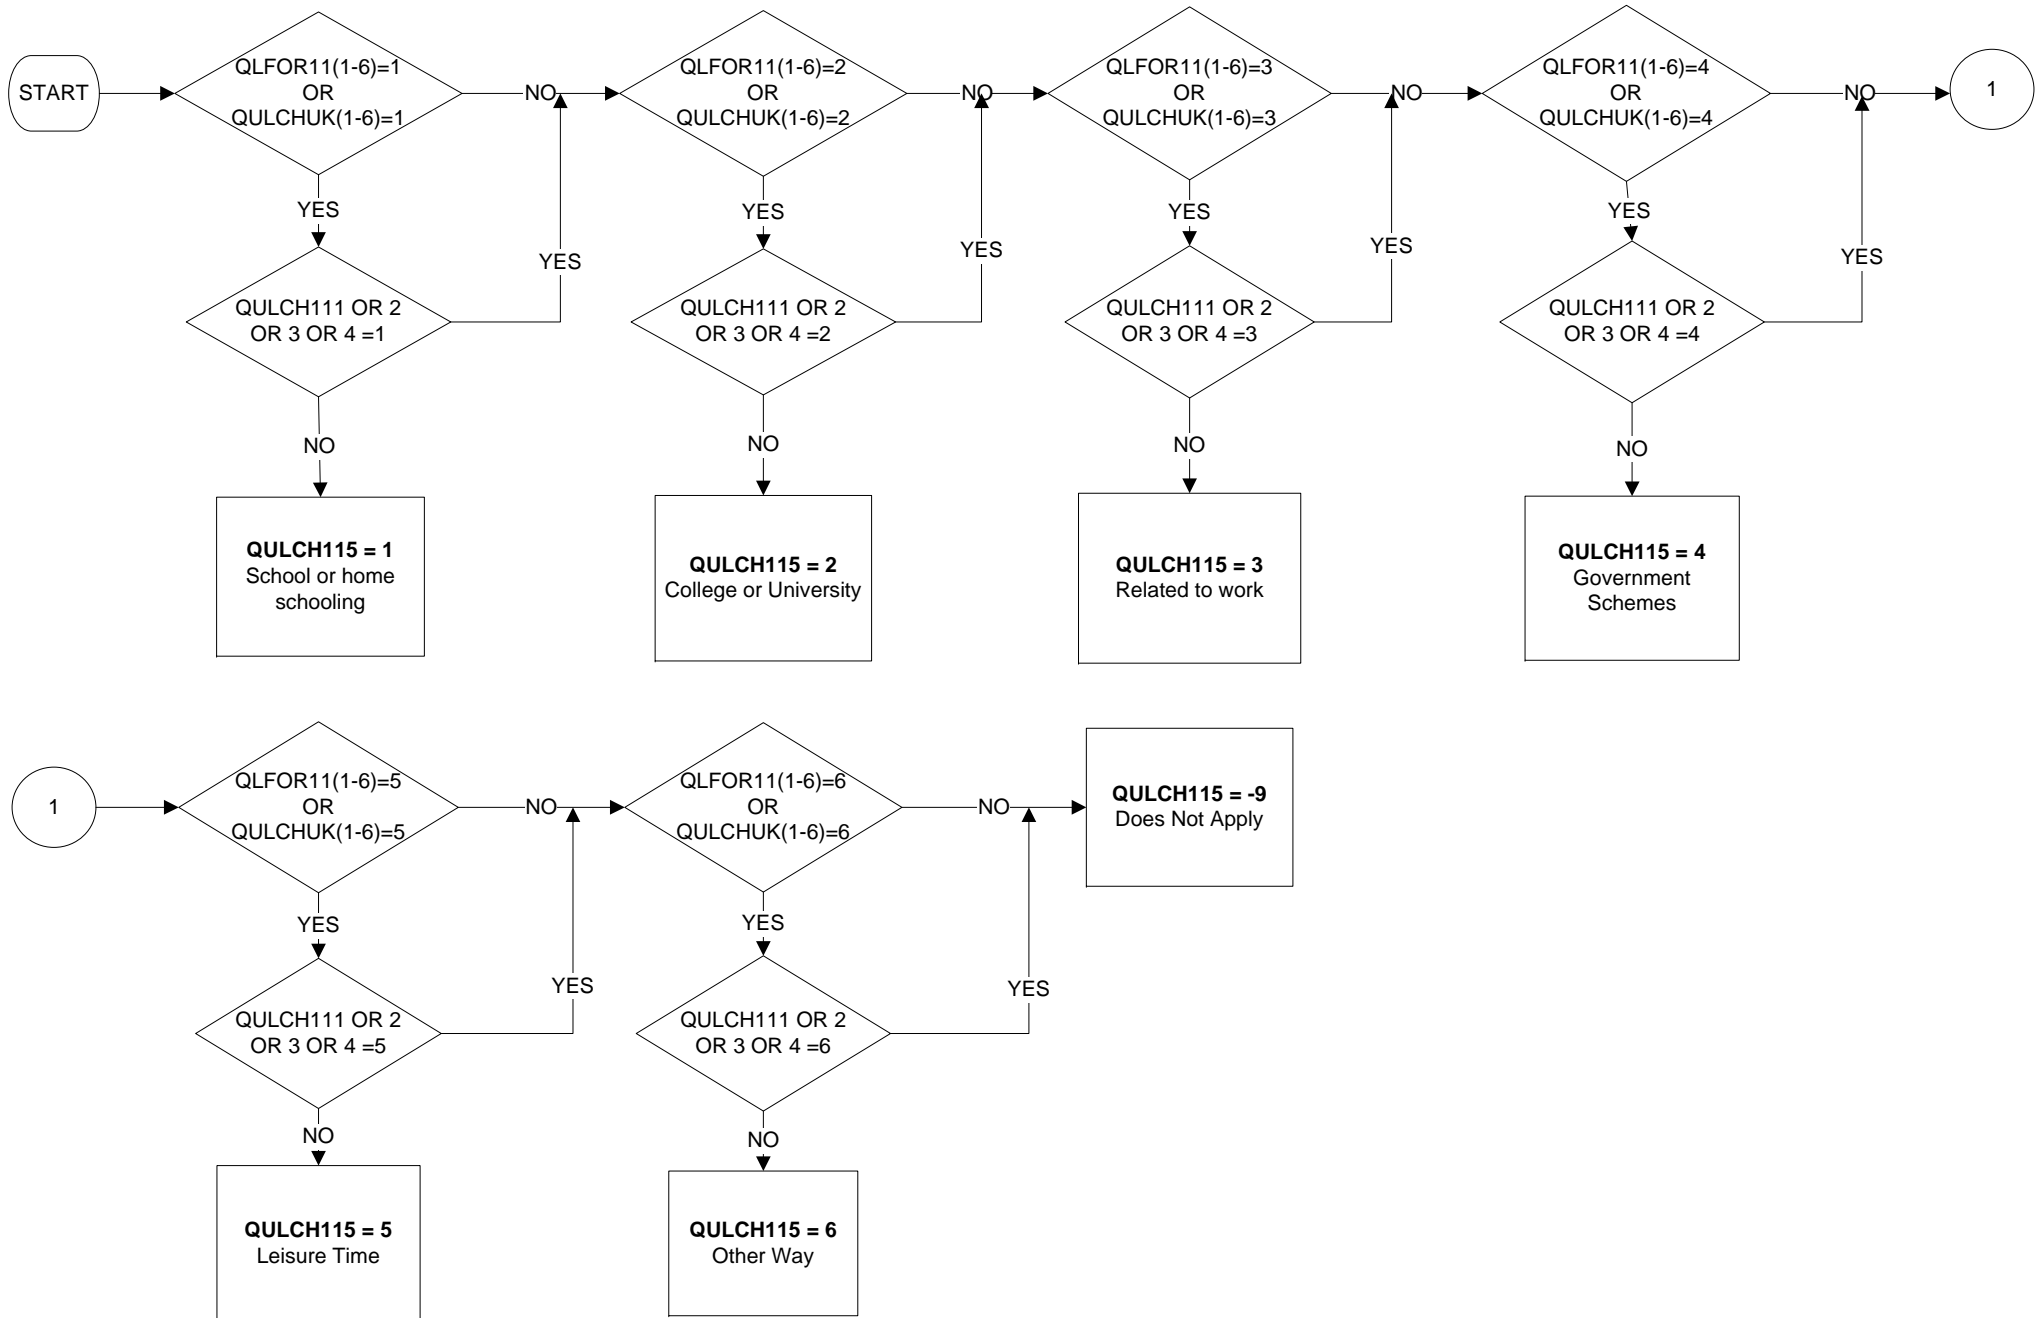 START
QLFOR11(1-6)=1
OR
QULCHUK(1-6)=1
NO
QLFOR11(1-6)=2
OR
QULCHUK(1-6)=2
NO
QLFOR11(1-6)=3
OR
QULCHUK(1-6)=3
NO
QLFOR11(1-6)=4
OR
QULCHUK(1-6)=4
NO
1
YES
YES
YES
YES
YES
YES
YES
YES
QULCH111 OR 2
OR 3 OR 4 =1
QULCH111 OR 2
OR 3 OR 4 =2
QULCH111 OR 2
OR 3 OR 4 =3
QULCH111 OR 2
OR 3 OR 4 =4
NO
NO
NO
NO
QULCH115 = 1
School or home
schooling
QULCH115 = 2
College or University
QULCH115 = 3
Related to work
QULCH115 = 4
Government
Schemes
1
QLFOR11(1-6)=5
OR
QULCHUK(1-6)=5
NO
QLFOR11(1-6)=6
OR
QULCHUK(1-6)=6
NO
QULCH115 = -9
Does Not Apply
YES
YES
YES
YES
QULCH111 OR 2
OR 3 OR 4 =5
QULCH111 OR 2
OR 3 OR 4 =6
NO
NO
QULCH115 = 5
Leisure Time
QULCH115 = 6
Other Way